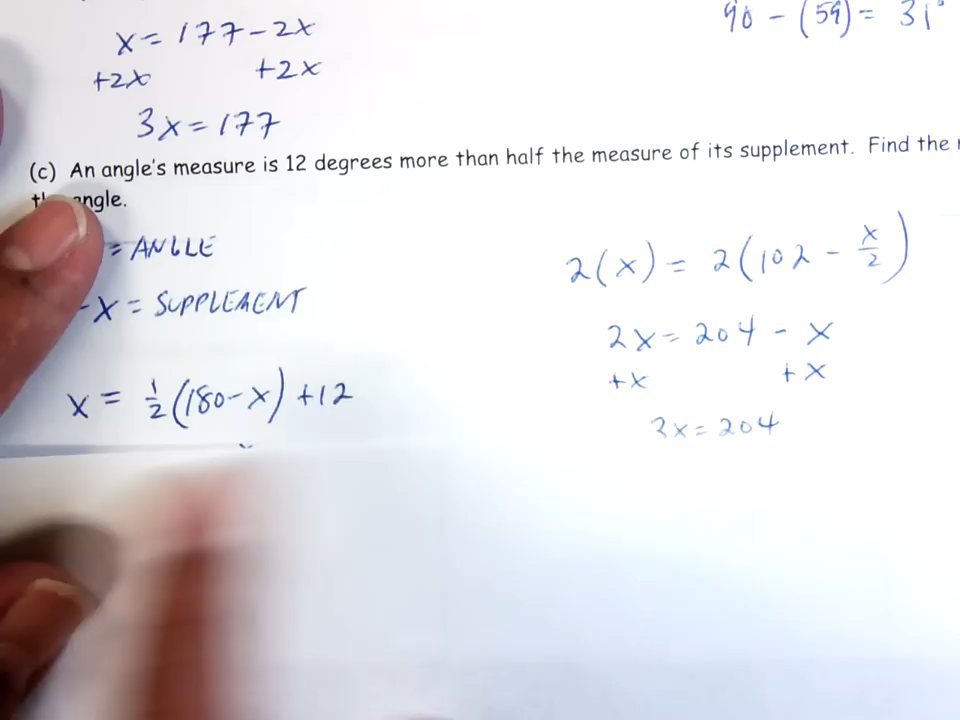 x = 177 - 2x
+2x +2x
3x = 177
90 - (59) = 31°
(c) An angle's measure is 12 degrees more than half the measure of its supplement. Find the
angle.
= ANGLE
- x = SUPPLEMENT
x = 1/2 (180 - x) + 12
2(x) = 2(102 - x/2)
2x = 204 - x
+x +x
3x = 204